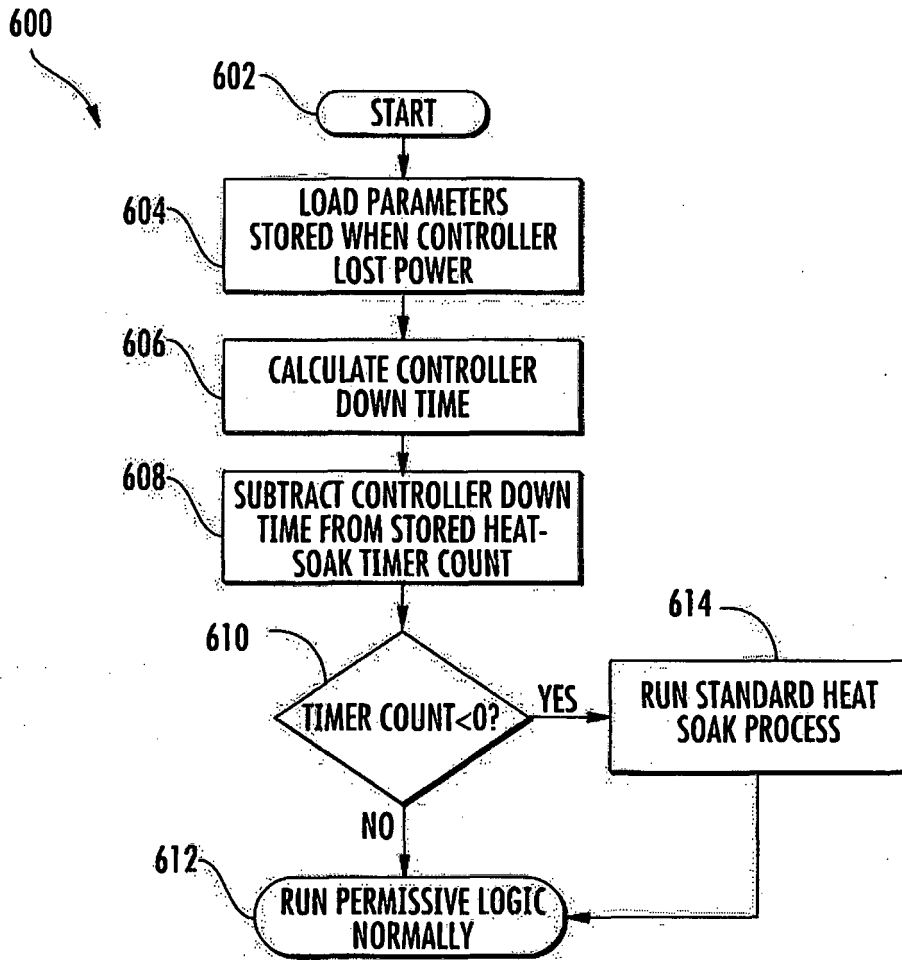 600
602
START
604
LOAD PARAMETERS
STORED WHEN CONTROLLER
LOST POWER
606
CALCULATE CONTROLLER
DOWN TIME
608
SUBTRACT CONTROLLER DOWN
TIME FROM STORED HEAT-
SOAK TIMER COUNT
610
TIMER COUNT<0?
YES
614
RUN STANDARD HEAT
SOAK PROCESS
NO
612
RUN PERMISSIVE LOGIC
NORMALLY